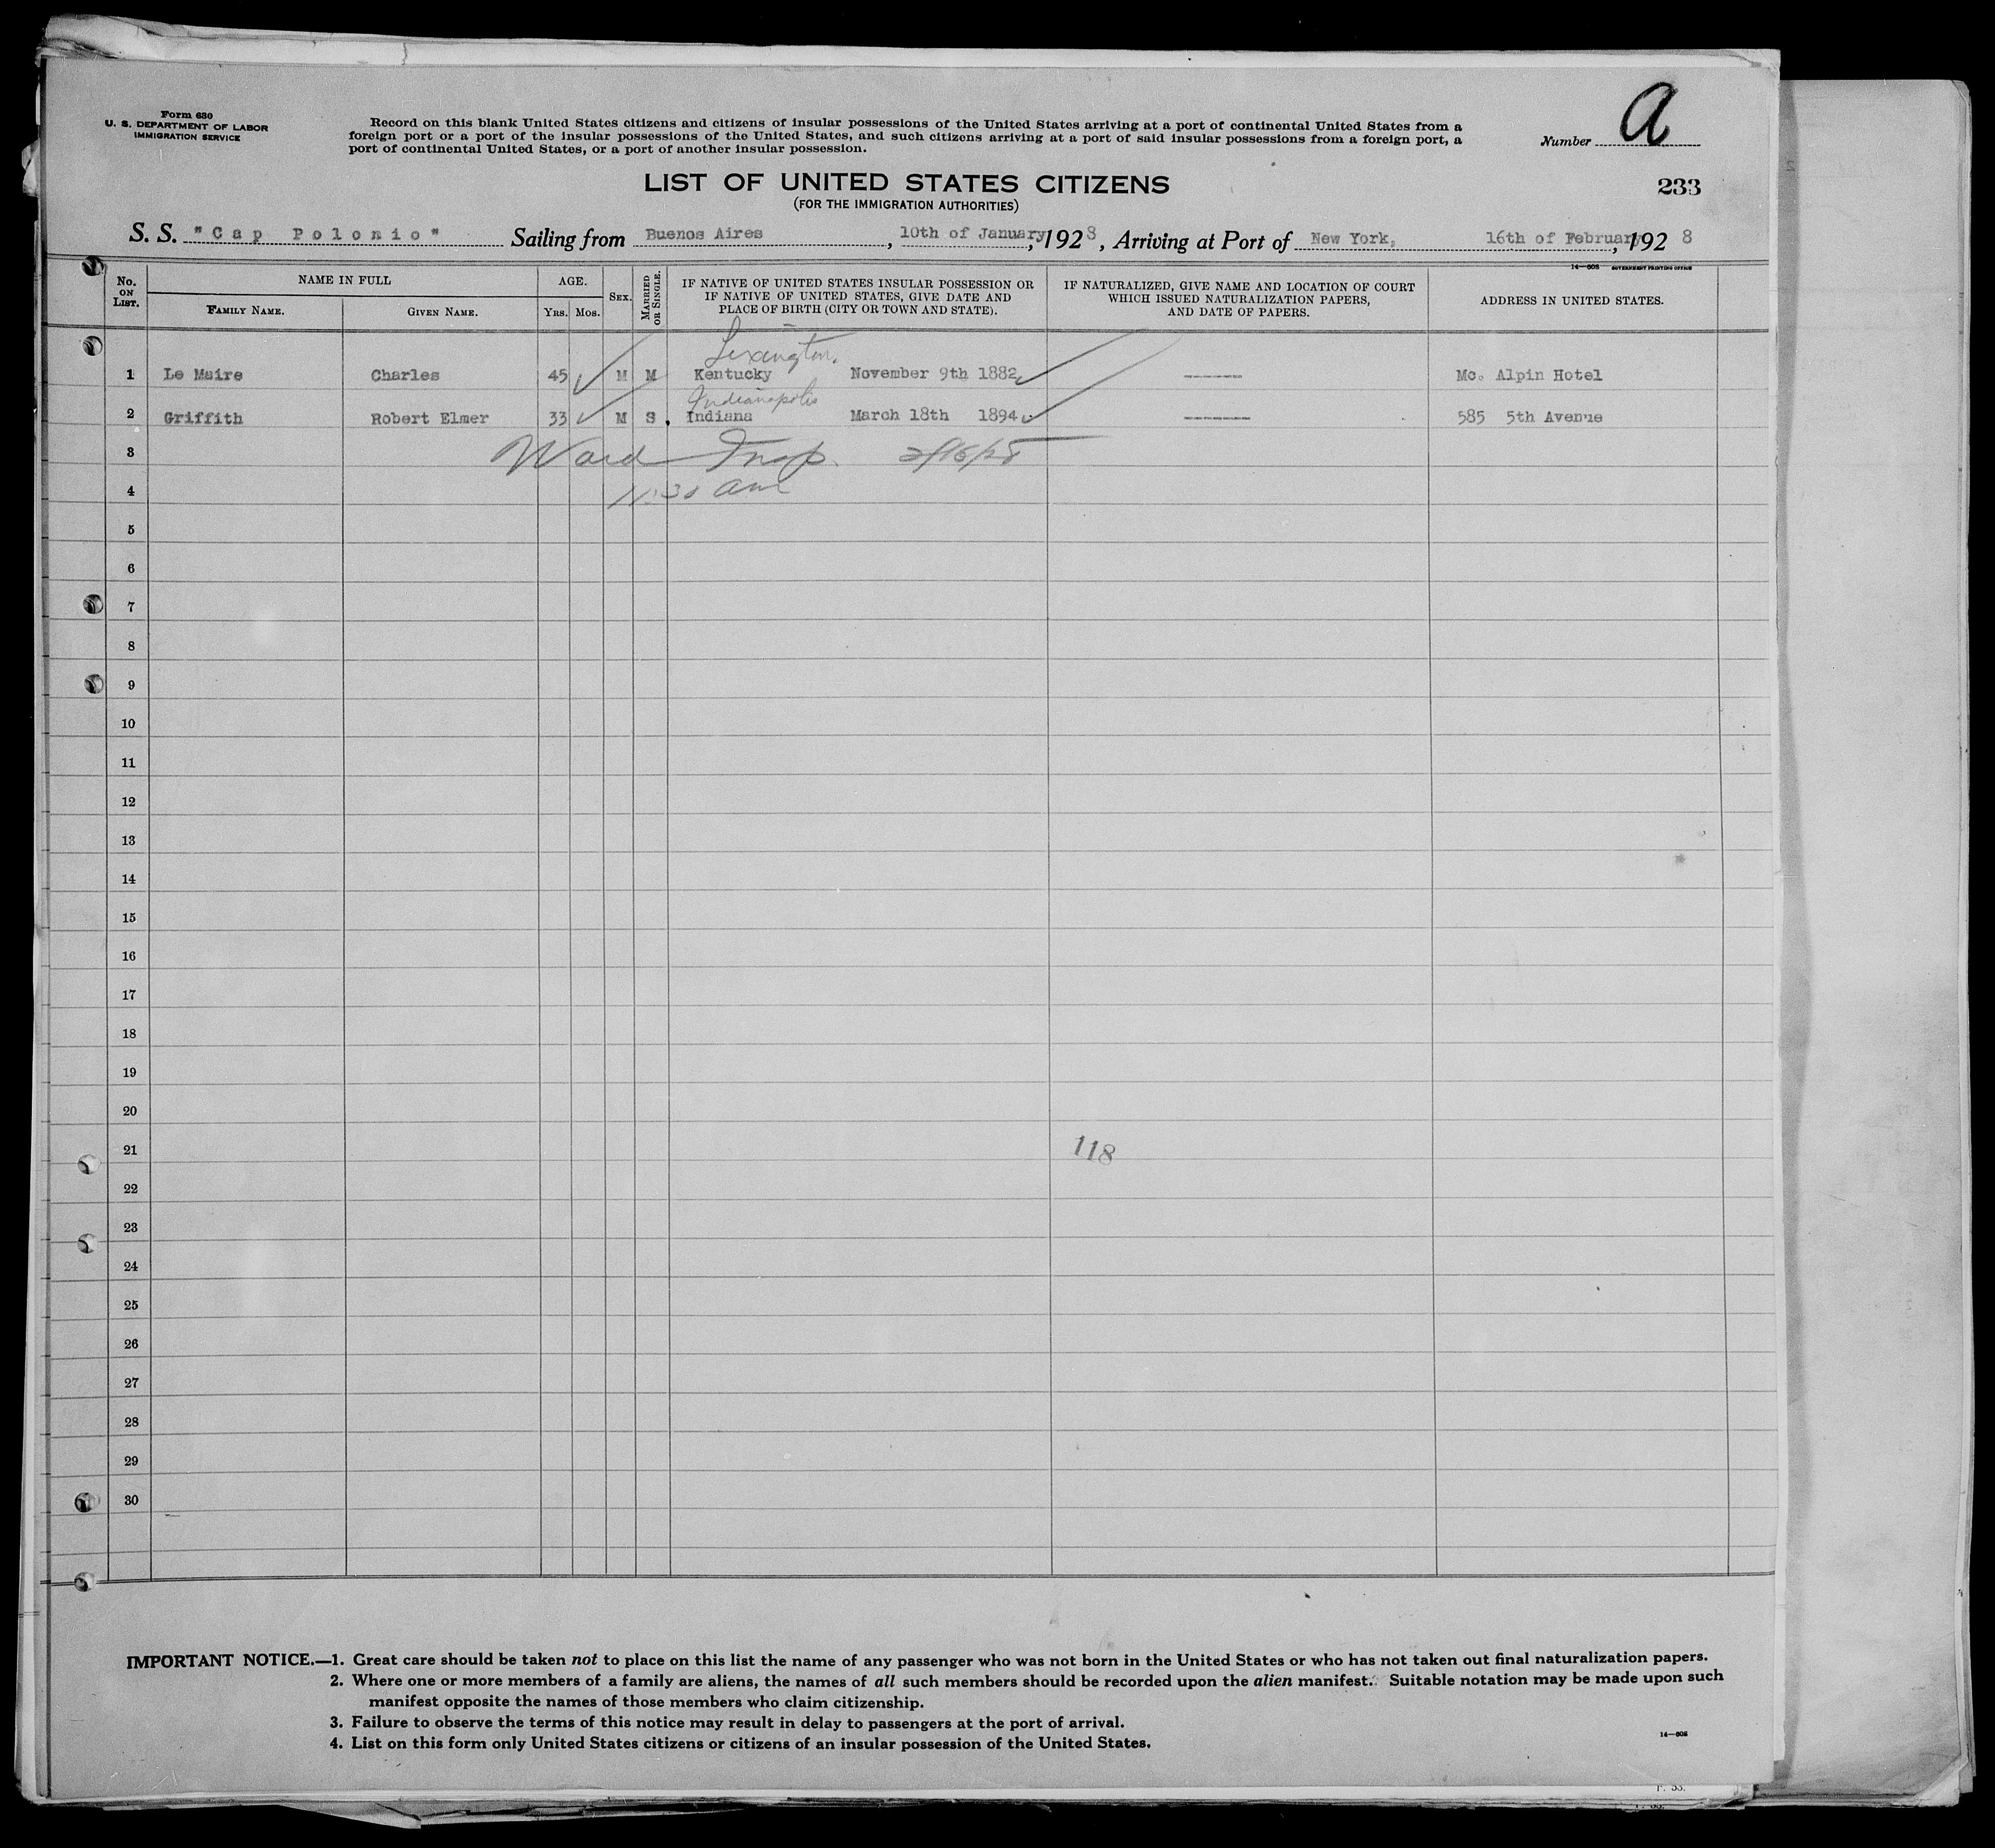 Form 630
U. S. DEPARTMENT OF LABOR
IMMIGRATION SERVICE
Record on this blank United States citizens and citizens of insular possessions of the United States arriving at a port of continental United States from a
foreign port or a port of the insular possessions of the United States, and such citizens arriving at a port of said insular possessions from a foreign port, a
port of continental United States, or a port of another insular possession.
Number A
LIST OF UNITED STATES CITIZENS
(FOR THE IMMIGRATION AUTHORITIES)
233
S. S. "Cap Polonio" Sailing from Buenos Aires, 10th of January, 1928, Arriving at Port of New York, 16th of February, 1928
14—608 GOVERNMENT PRINTING OFFICE
No. ON LIST.
NAME IN FULL
FAMILY NAME.
GIVEN NAME.
AGE.
YRS. MOS.
SEX.
MARRIED OR SINGLE.
IF NATIVE OF UNITED STATES INSULAR POSSESSION OR
IF NATIVE OF UNITED STATES, GIVE DATE AND
PLACE OF BIRTH (CITY OR TOWN AND STATE).
IF NATURALIZED, GIVE NAME AND LOCATION OF COURT
WHICH ISSUED NATURALIZATION PAPERS,
AND DATE OF PAPERS.
ADDRESS IN UNITED STATES.
Lexington.
1 Le Maire Charles 45 M M Kentucky November 9th 1882 ----- Mc. Alpin Hotel
Indianapolis
2 Griffith Robert Elmer 33 M S. Indiana March 18th 1894 ------ 585 5th Avenue
3 Ward Insp. 2/16/28
4 11:30 am
5
6
7
8
9
10
11
12
13
14
15
16
17
18
19
20
21 118
22
23
24
25
26
27
28
29
30
IMPORTANT NOTICE.—1. Great care should be taken not to place on this list the name of any passenger who was not born in the United States or who has not taken out final naturalization papers.
2. Where one or more members of a family are aliens, the names of all such members should be recorded upon the alien manifest. Suitable notation may be made upon such
manifest opposite the names of those members who claim citizenship.
3. Failure to observe the terms of this notice may result in delay to passengers at the port of arrival.
4. List on this form only United States citizens or citizens of an insular possession of the United States.
14—608